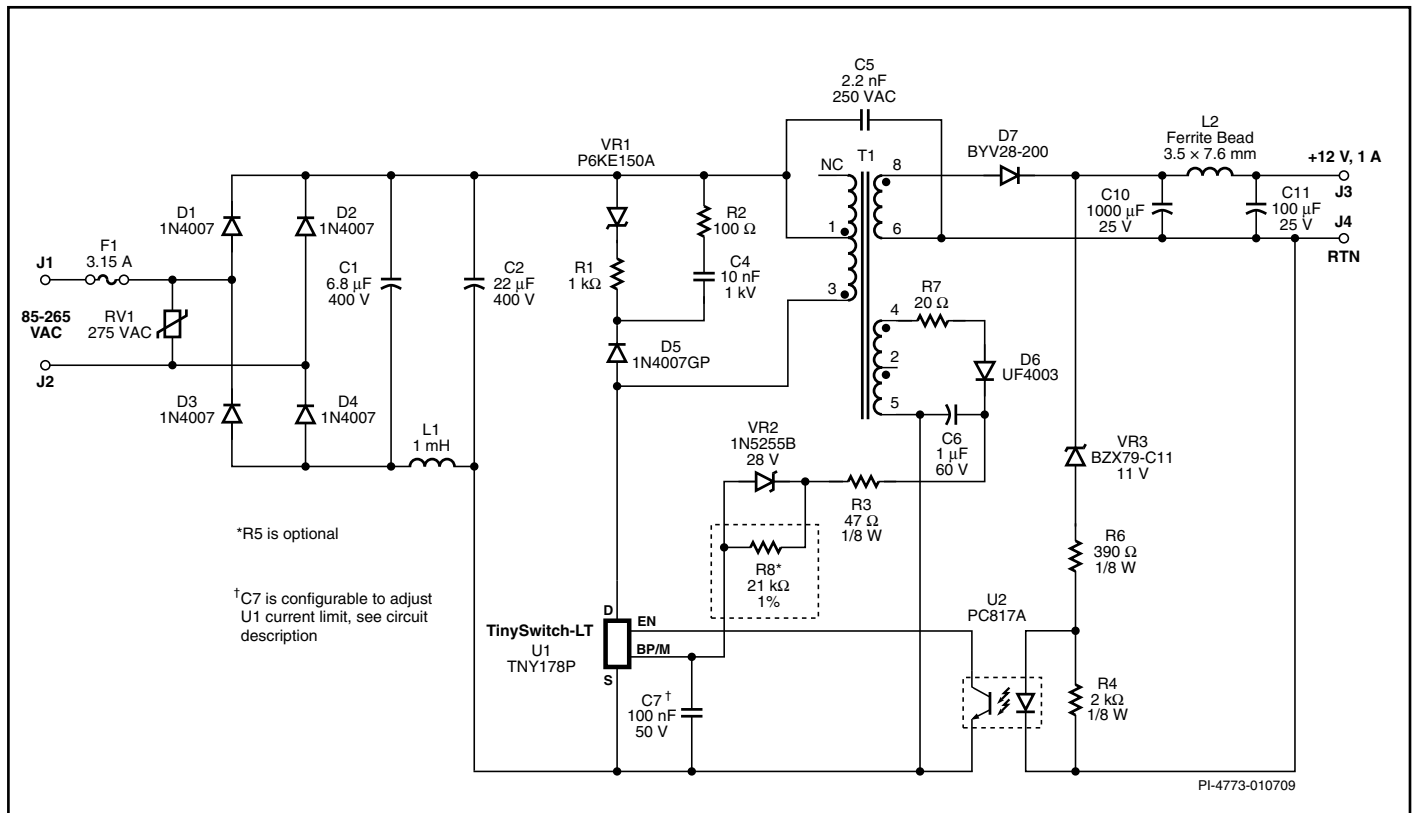 C5
2.2 nF
250 VAC
VR1
P6KE150A
NC
T1
8
D7
BYV28-200
L2
Ferrite Bead
3.5 × 7.6 mm
+12 V, 1 A
J3
C10
1000 μF
25 V
C11
100 μF
25 V
J4
RTN
D1
1N4007
D2
1N4007
R2
100 Ω
1
6
F1
3.15 A
J1
C1
6.8 μF
400 V
C2
22 μF
400 V
R1
1 kΩ
C4
10 nF
1 kV
3
85-265
VAC
RV1
275 VAC
J2
D5
1N4007GP
4
R7
20 Ω
2
D6
UF4003
5
D3
1N4007
D4
1N4007
L1
1 mH
VR2
1N5255B
28 V
C6
1 μF
60 V
VR3
BZX79-C11
11 V
R3
47 Ω
1/8 W
*R5 is optional
R8*
21 kΩ
1%
R6
390 Ω
1/8 W
†C7 is configurable to adjust
U1 current limit, see circuit
description
TinySwitch-LT
U1
TNY178P
D
S
EN
BP/M
U2
PC817A
C7†
100 nF
50 V
R4
2 kΩ
1/8 W
PI-4773-010709